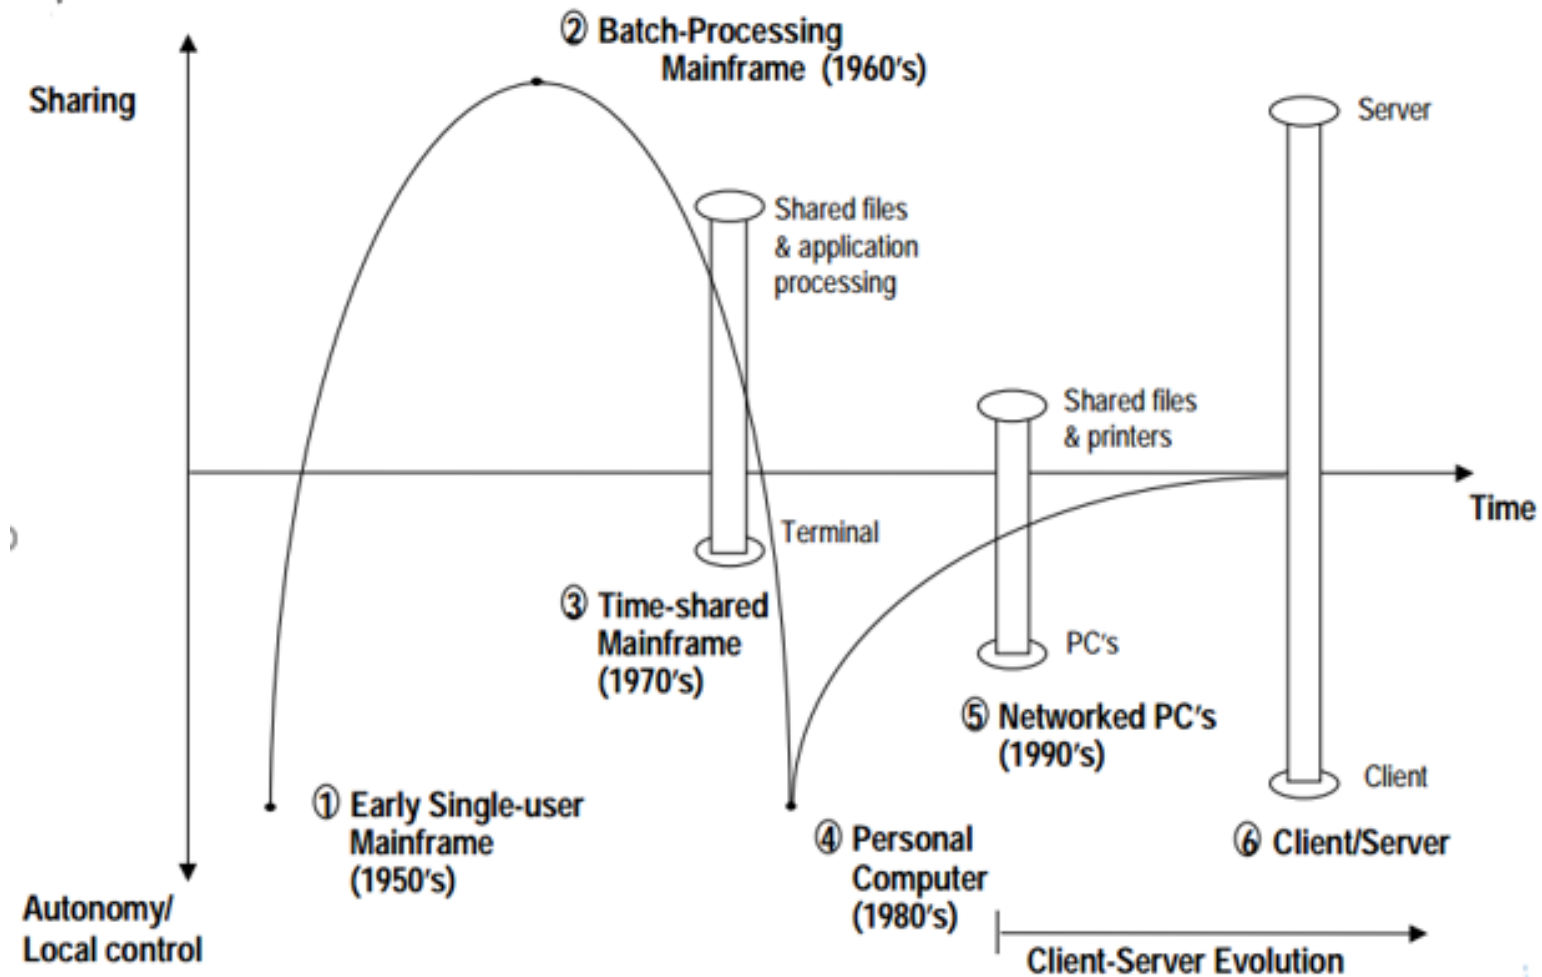 ② Batch-Processing
Mainframe (1960's)
Sharing
Server
Shared files
& application
processing
Shared files
& printers
Time
Terminal
③ Time-shared
Mainframe
(1970's)
PC's
⑤ Networked PC's
(1990's)
Client
① Early Single-user
Mainframe
(1950's)
④ Personal
Computer
(1980's)
⑥ Client/Server
Autonomy/
Local control
Client-Server Evolution